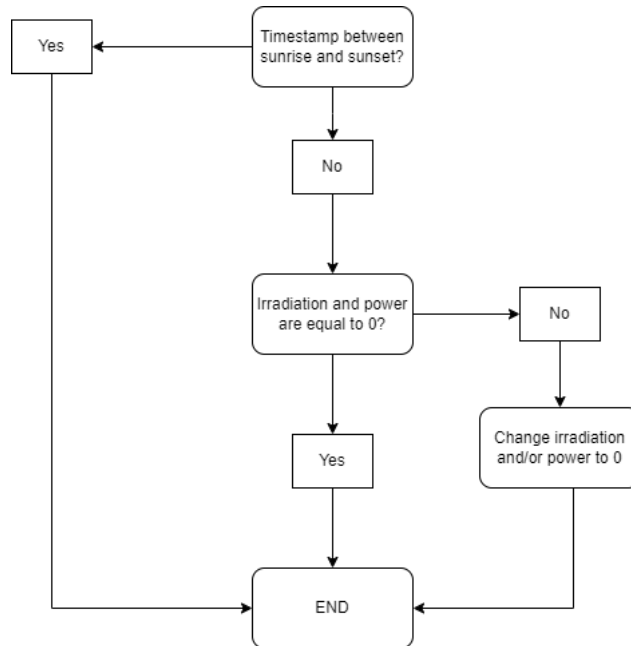 Yes
Timestamp between
sunrise and sunset?
No
Irradiation and power
are equal to 0?
No
Change irradiation
and/or power to 0
Yes
END